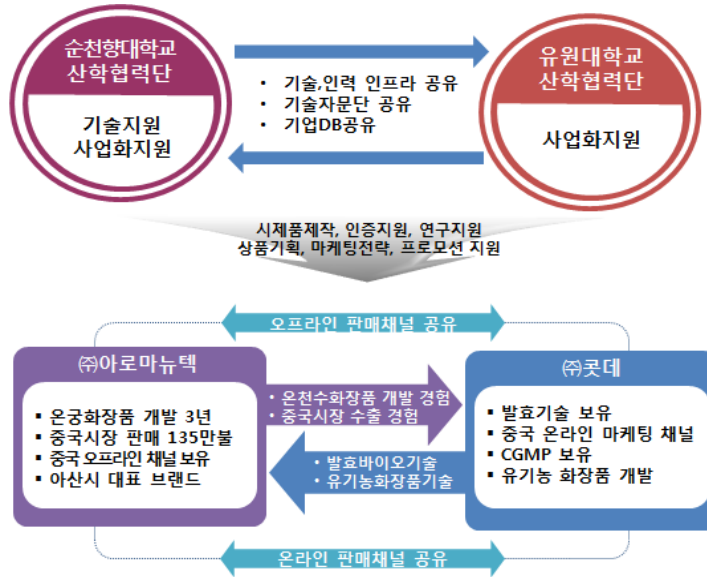 순천향대학교
산학협력단
기술지원
사업화지원
• 기술,인력 인프라 공유
• 기술자문단 공유
• 기업DB공유
유원대학교
산학협력단
사업화지원
시제품제작, 인증지원, 연구지원
상품기획, 마케팅전략, 프로모션 지원
오프라인 판매채널 공유
㈜아로마뉴텍
▪ 온궁화장품 개발 3년
▪ 중국시장 판매 135만불
▪ 중국 오프라인 채널 보유
▪ 아산시 대표 브랜드
• 온천수화장품 개발 경험
• 중국시장 수출 경험
• 발효바이오기술
• 유기농화장품기술
㈜콧데
▪ 발효기술 보유
▪ 중국 온라인 마케팅 채널
▪ CGMP 보유
▪ 유기농 화장품 개발
온라인 판매채널 공유